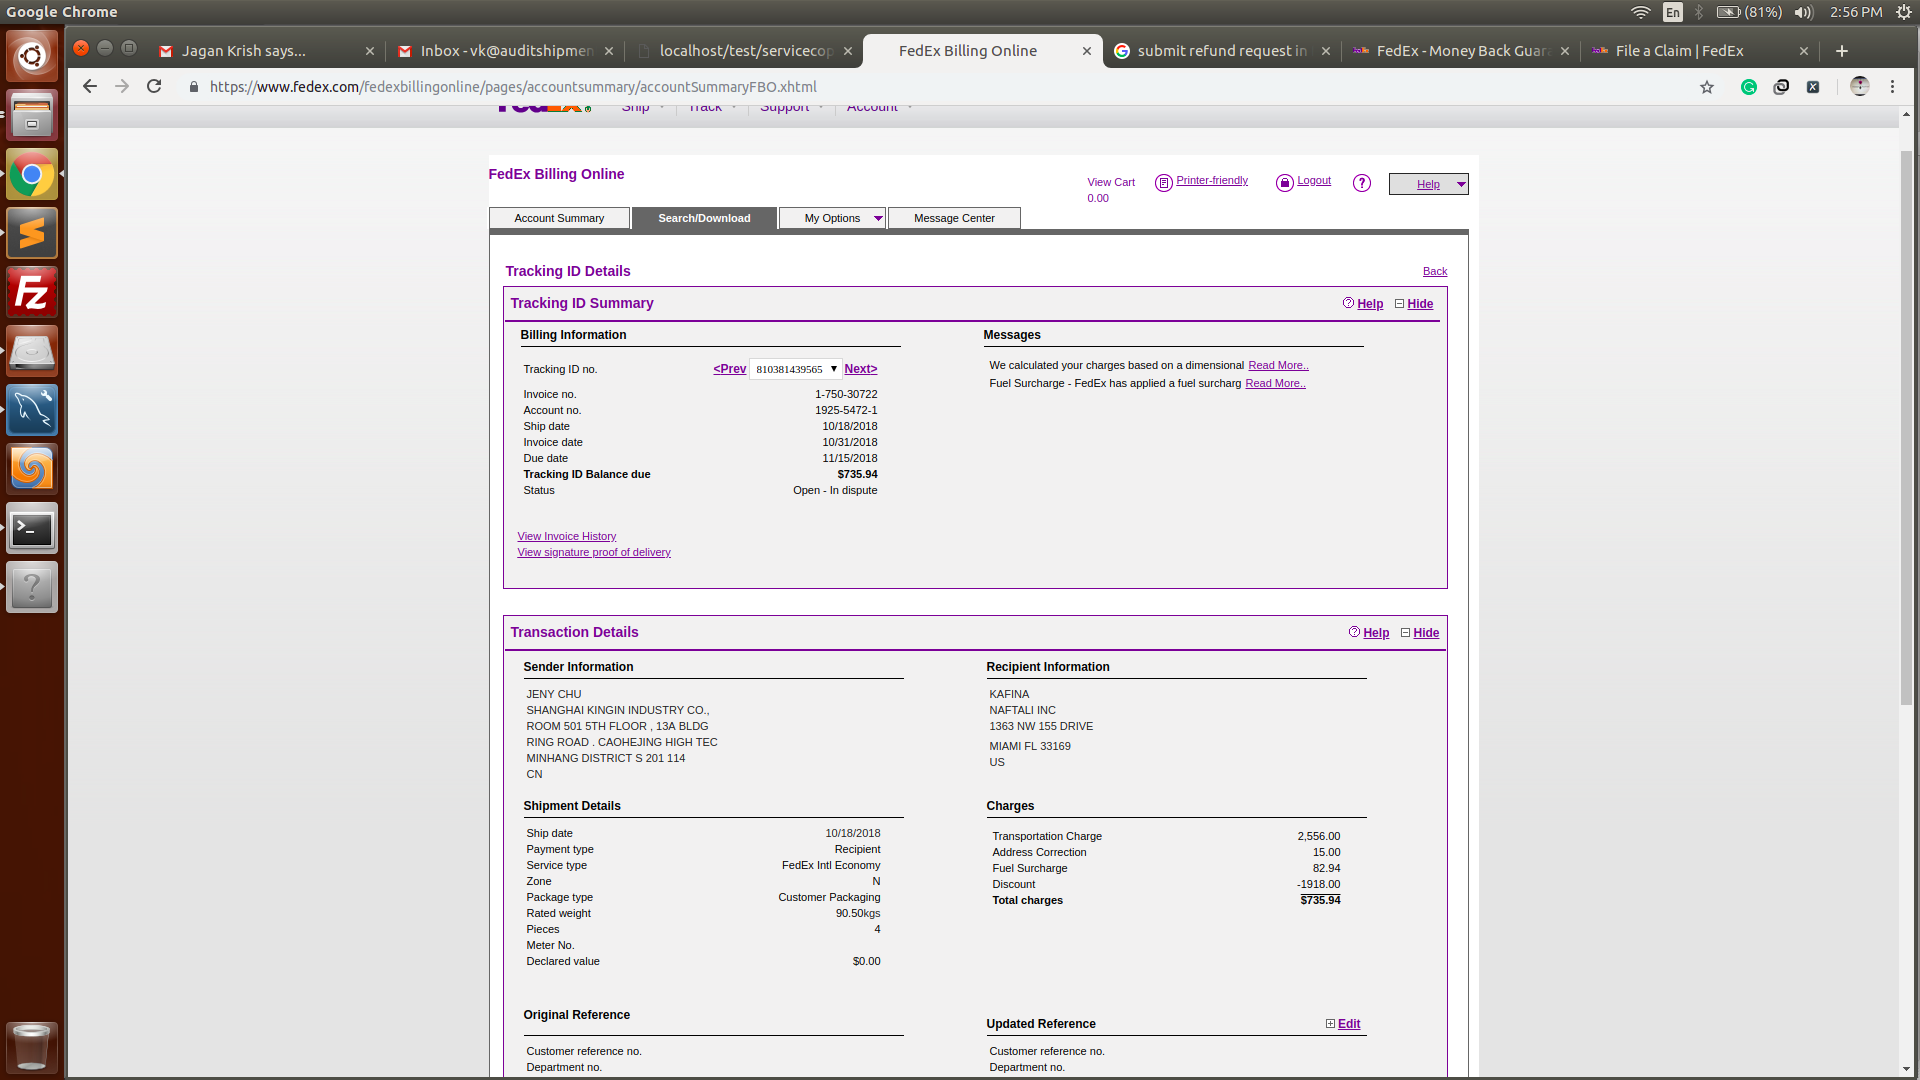 Google Chrome
En
(81%)
2:56 PM
Jagan Krish says...
Inbox - vk@auditshipmen
localhost/test/servicecop
FedEx Billing Online
submit refund request in
FedEx - Money Back Guara
File a Claim | FedEx
https://www.fedex.com/fedexbillingonline/pages/accountsummary/accountSummaryFBO.xhtml
FedEx Ship Track Support Account
FedEx Billing Online
View Cart
0.00
Printer-friendly
Logout
?
Help
Account Summary
Search/Download
My Options
Message Center
Tracking ID Details
Back
Tracking ID Summary
Help Hide
Billing Information
Tracking ID no. <Prev 810381439565 Next>
Invoice no. 1-750-30722
Account no. 1925-5472-1
Ship date 10/18/2018
Invoice date 10/31/2018
Due date 11/15/2018
Tracking ID Balance due $735.94
Status Open - In dispute
View Invoice History
View signature proof of delivery
Messages
We calculated your charges based on a dimensional Read More..
Fuel Surcharge - FedEx has applied a fuel surcharg Read More..
Transaction Details
Help Hide
Sender Information
JENY CHU
SHANGHAI KINGIN INDUSTRY CO.,
ROOM 501 5TH FLOOR , 13A BLDG
RING ROAD . CAOHEJING HIGH TEC
MINHANG DISTRICT S 201 114
CN
Recipient Information
KAFINA
NAFTALI INC
1363 NW 155 DRIVE
MIAMI FL 33169
US
Shipment Details
Ship date 10/18/2018
Payment type Recipient
Service type FedEx Intl Economy
Zone N
Package type Customer Packaging
Rated weight 90.50kgs
Pieces 4
Meter No.
Declared value $0.00
Charges
Transportation Charge 2,556.00
Address Correction 15.00
Fuel Surcharge 82.94
Discount -1918.00
Total charges $735.94
Original Reference
Customer reference no.
Department no.
Updated Reference
Edit
Customer reference no.
Department no.